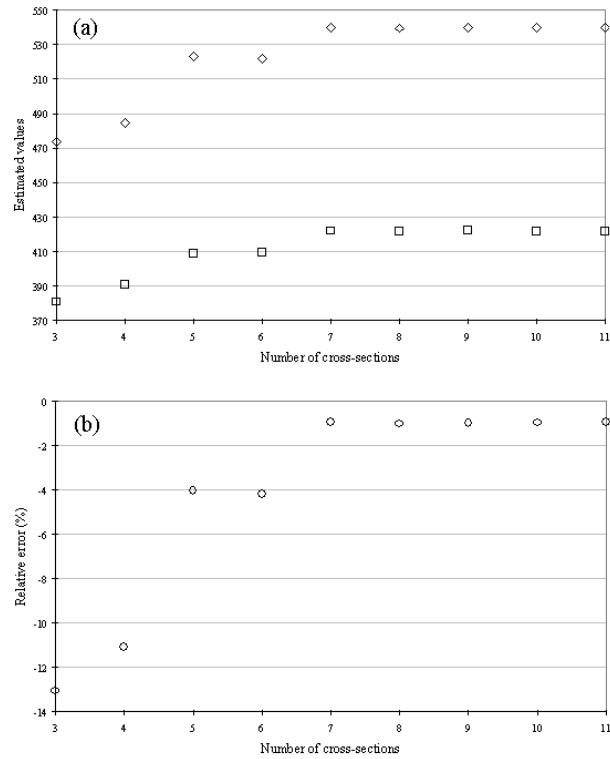 (a)
550
530
510
490
470
450
430
410
390
370
Estimated values
3 4 5 6 7 8 9 10 11
Number of cross-sections
(b)
0
-2
-4
-6
-8
-10
-12
-14
Relative error (%)
3 4 5 6 7 8 9 10 11
Number of cross-sections